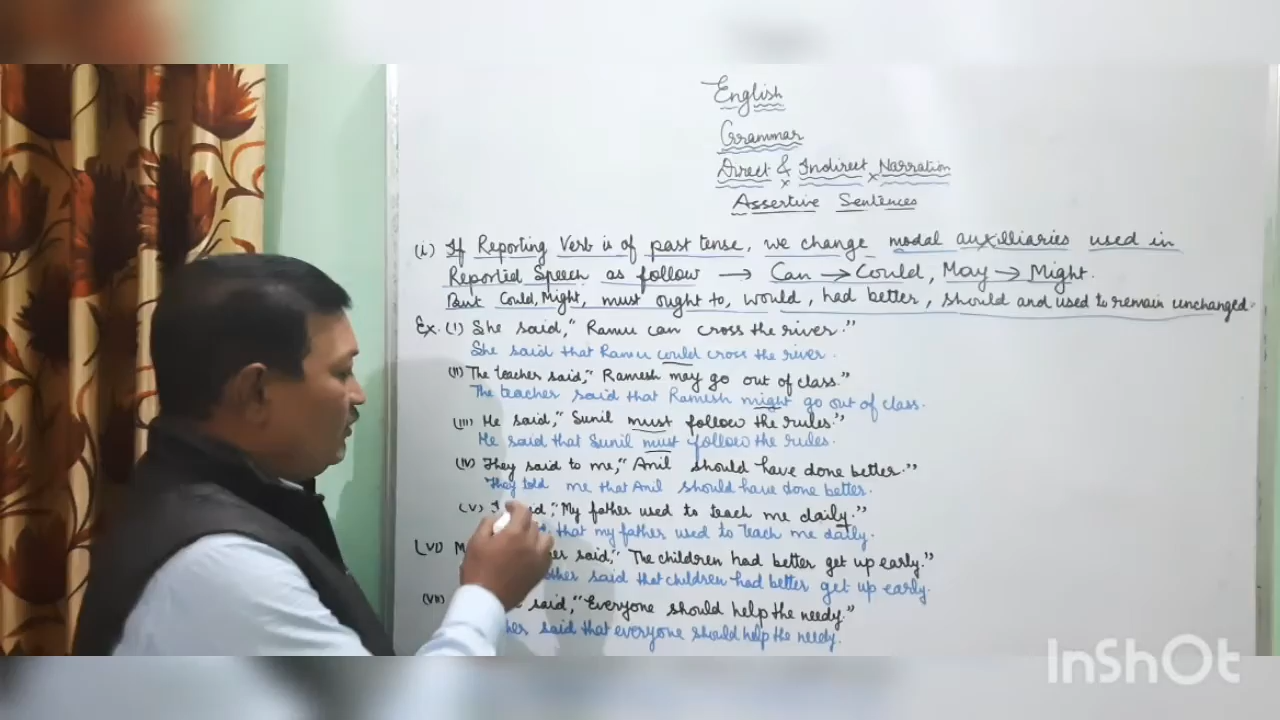 English
Grammar
Direct & Indirect Narration
Assertive Sentences
(i) If Reporting Verb is of past tense, we change modal auxilliaries used in
Reported Speech as follow → Can → Could, May → Might.
But Could, Might, must ought to, would, had better, should and used to remain unchanged.
Ex. (I) She said," Ramu can cross the river."
She said that Ramu could cross the river.
(II) The teacher said," Ramesh may go out of class."
The teacher said that Ramesh might go out of class.
(III) He said," Sunil must follow the rules."
He said that Sunil must follow the rules.
(IV) They said to me," Anil should have done better."
They told me that Anil should have done better.
(V) My father used to teach me daily."
that my father used to teach me daily.
(VI) said," The children had better get up early."
said that children had better get up early.
(VII) said, "Everyone should help the needy."
said that everyone should help the needy.
InShOt